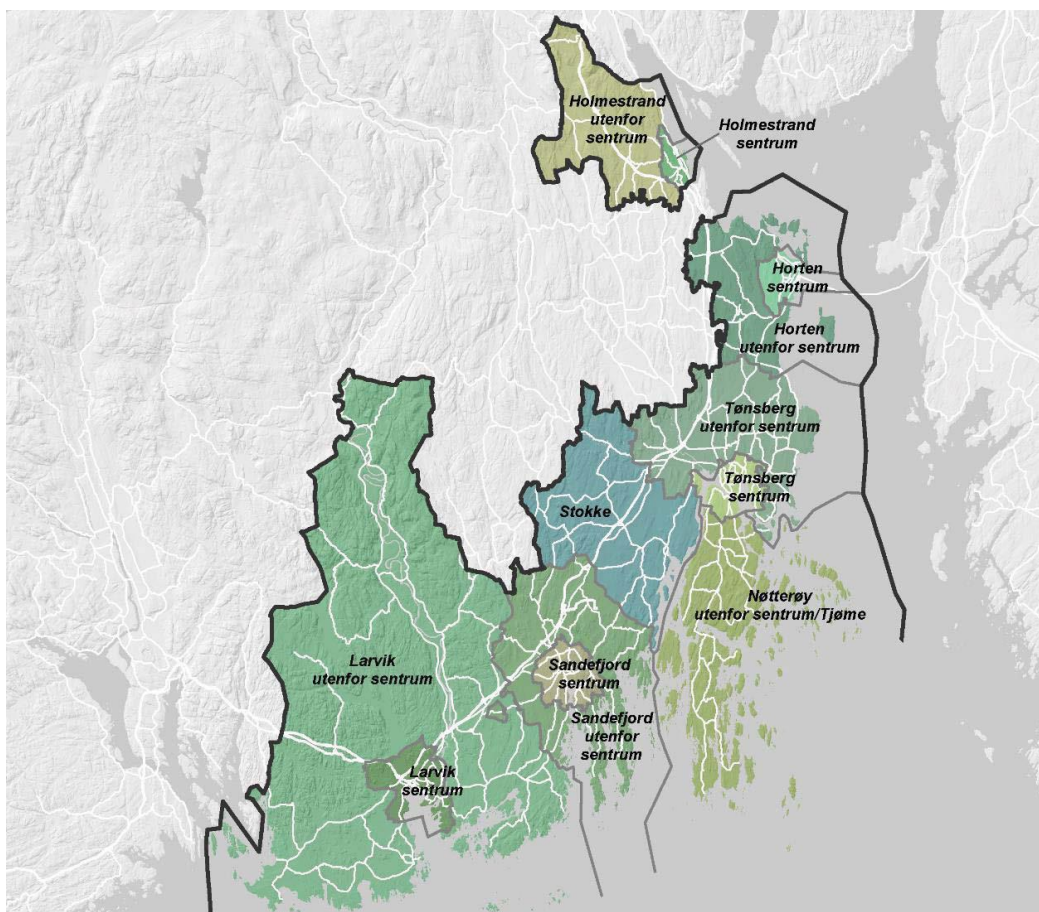 Holmestrand
utenfor
sentrum
Holmestrand
sentrum
Horten
sentrum
Horten
utenfor sentrum
Tønsberg
utenfor sentrum
Tønsberg
sentrum
Stokke
Nøtterøy
utenfor sentrum/Tjøme
Larvik
utenfor sentrum
Sandefjord
sentrum
Sandefjord
utenfor
sentrum
Larvik
sentrum